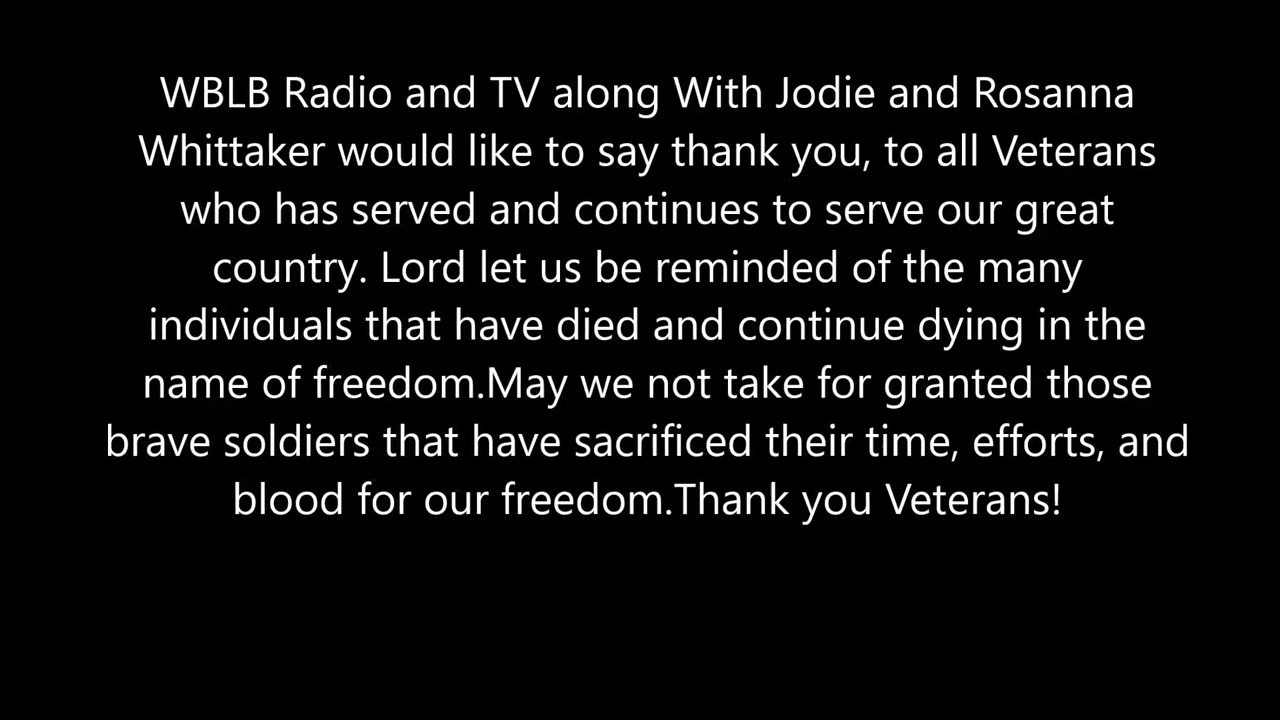 WBLB Radio and TV along With Jodie and Rosanna
Whittaker would like to say thank you, to all Veterans
who has served and continues to serve our great
country. Lord let us be reminded of the many
individuals that have died and continue dying in the
name of freedom.May we not take for granted those
brave soldiers that have sacrificed their time, efforts, and
blood for our freedom.Thank you Veterans!